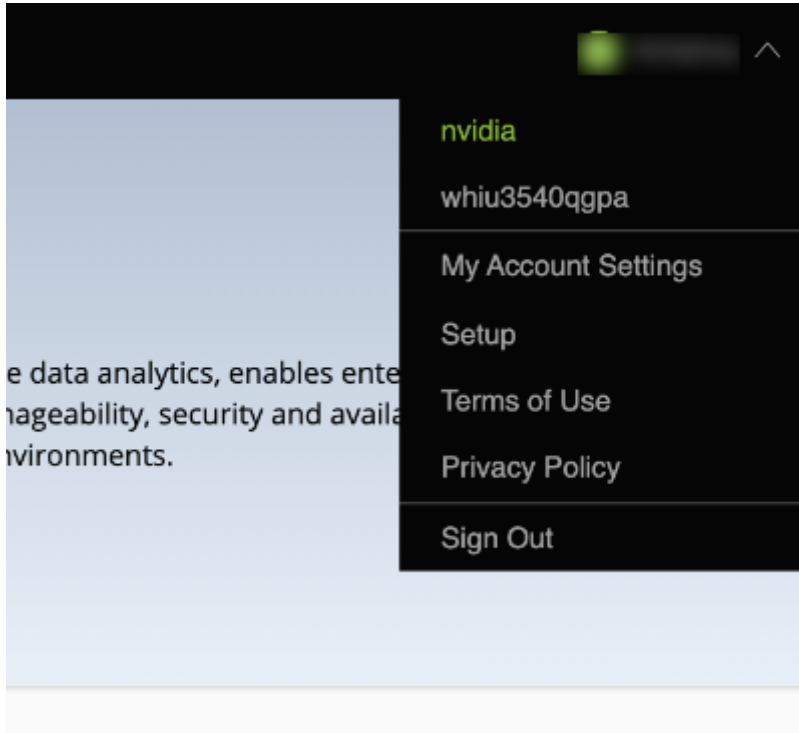 nvidia
whiu3540qgpa
My Account Settings
Setup
Terms of Use
Privacy Policy
Sign Out
e data analytics, enables ente
nageability, security and availa
nvironments.